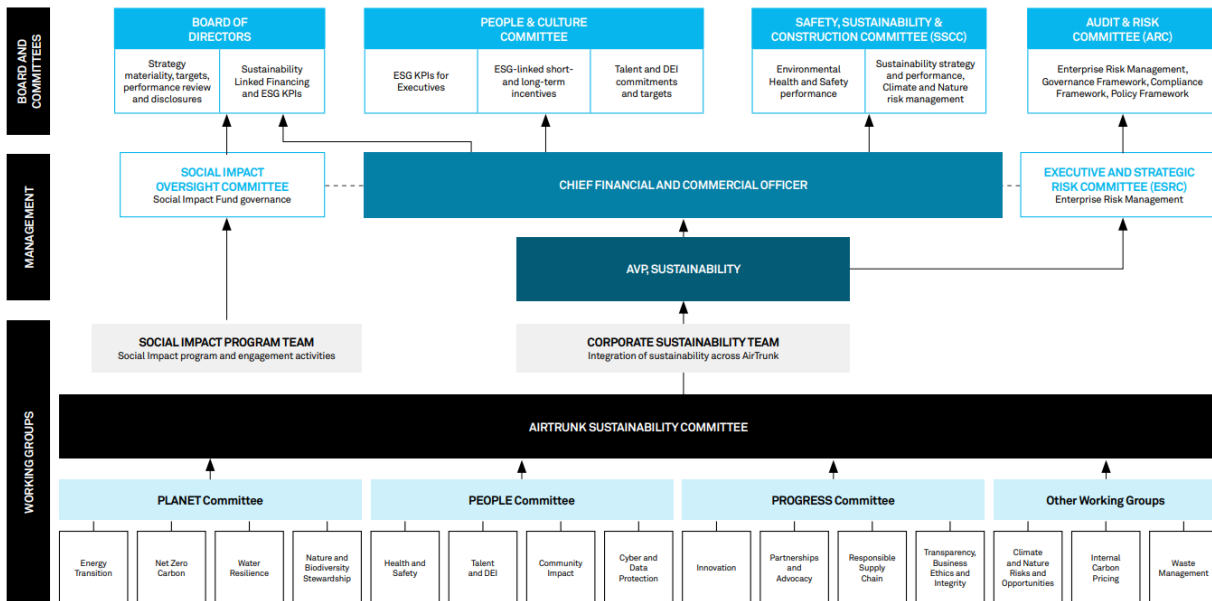 BOARD AND
COMMITTEES
BOARD OF
DIRECTORS
Strategy
materiality, targets,
performance review
and disclosures
Sustainability
Linked Financing
and ESG KPIs
PEOPLE & CULTURE
COMMITTEE
ESG KPIs for
Executives
ESG-linked short-
and long-term
incentives
Talent and DEI
commitments
and targets
SAFETY, SUSTAINABILITY &
CONSTRUCTION COMMITTEE (SSCC)
Environmental
Health and Safety
performance
Sustainability strategy
and performance,
Climate and Nature
risk management
AUDIT & RISK
COMMITTEE (ARC)
Enterprise Risk Management,
Governance Framework, Compliance
Framework, Policy Framework
MANAGEMENT
SOCIAL IMPACT
OVERSIGHT COMMITTEE
Social Impact Fund governance
CHIEF FINANCIAL AND COMMERCIAL OFFICER
EXECUTIVE AND STRATEGIC
RISK COMMITTEE (ESRC)
Enterprise Risk Management
AVP, SUSTAINABILITY
WORKING GROUPS
SOCIAL IMPACT PROGRAM TEAM
Social Impact program and engagement activities
CORPORATE SUSTAINABILITY TEAM
Integration of sustainability across AirTrunk
AIRTRUNK SUSTAINABILITY COMMITTEE
PLANET Committee
Energy
Transition
Net Zero
Carbon
Water
Resilience
Nature and
Biodiversity
Stewardship
PEOPLE Committee
Health and
Safety
Talent
and DEI
Community
Impact
Cyber and
Data
Protection
PROGRESS Committee
Innovation
Partnerships
and
Advocacy
Responsible
Supply
Chain
Transparency,
Business
Ethics and
Integrity
Other Working Groups
Climate
and Nature
Risks and
Opportunities
Internal
Carbon
Pricing
Waste
Management